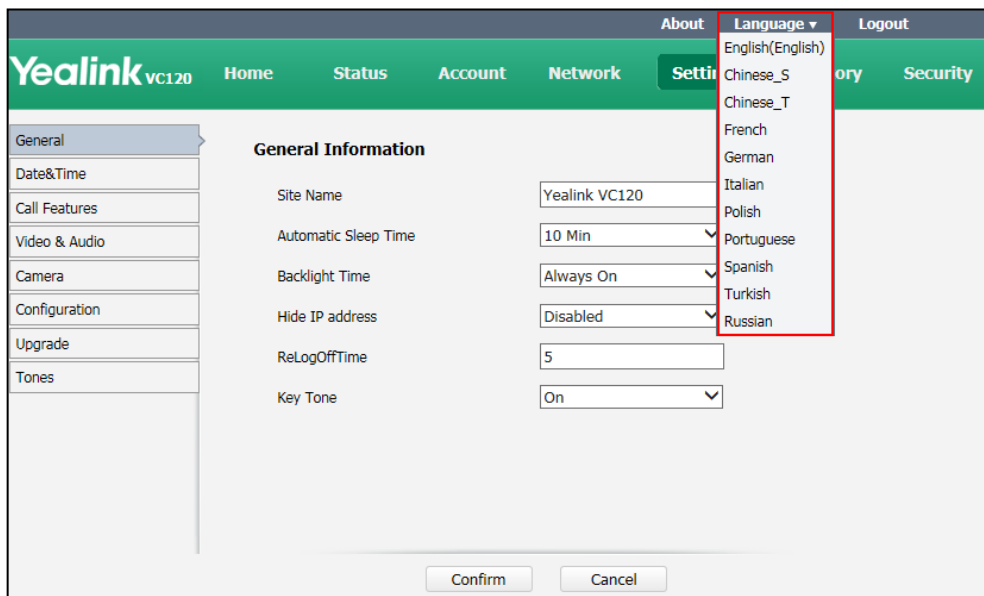 About Language ▾ Logout
Yealink VC120 Home Status Account Network Settin ory Security
English(English)
Chinese_S
Chinese_T
French
German
Italian
Polish
Portuguese
Spanish
Turkish
Russian
General
Date&Time
Call Features
Video & Audio
Camera
Configuration
Upgrade
Tones
General Information
Site Name Yealink VC120
Automatic Sleep Time 10 Min
Backlight Time Always On
Hide IP address Disabled
ReLogOffTime 5
Key Tone On
Confirm Cancel